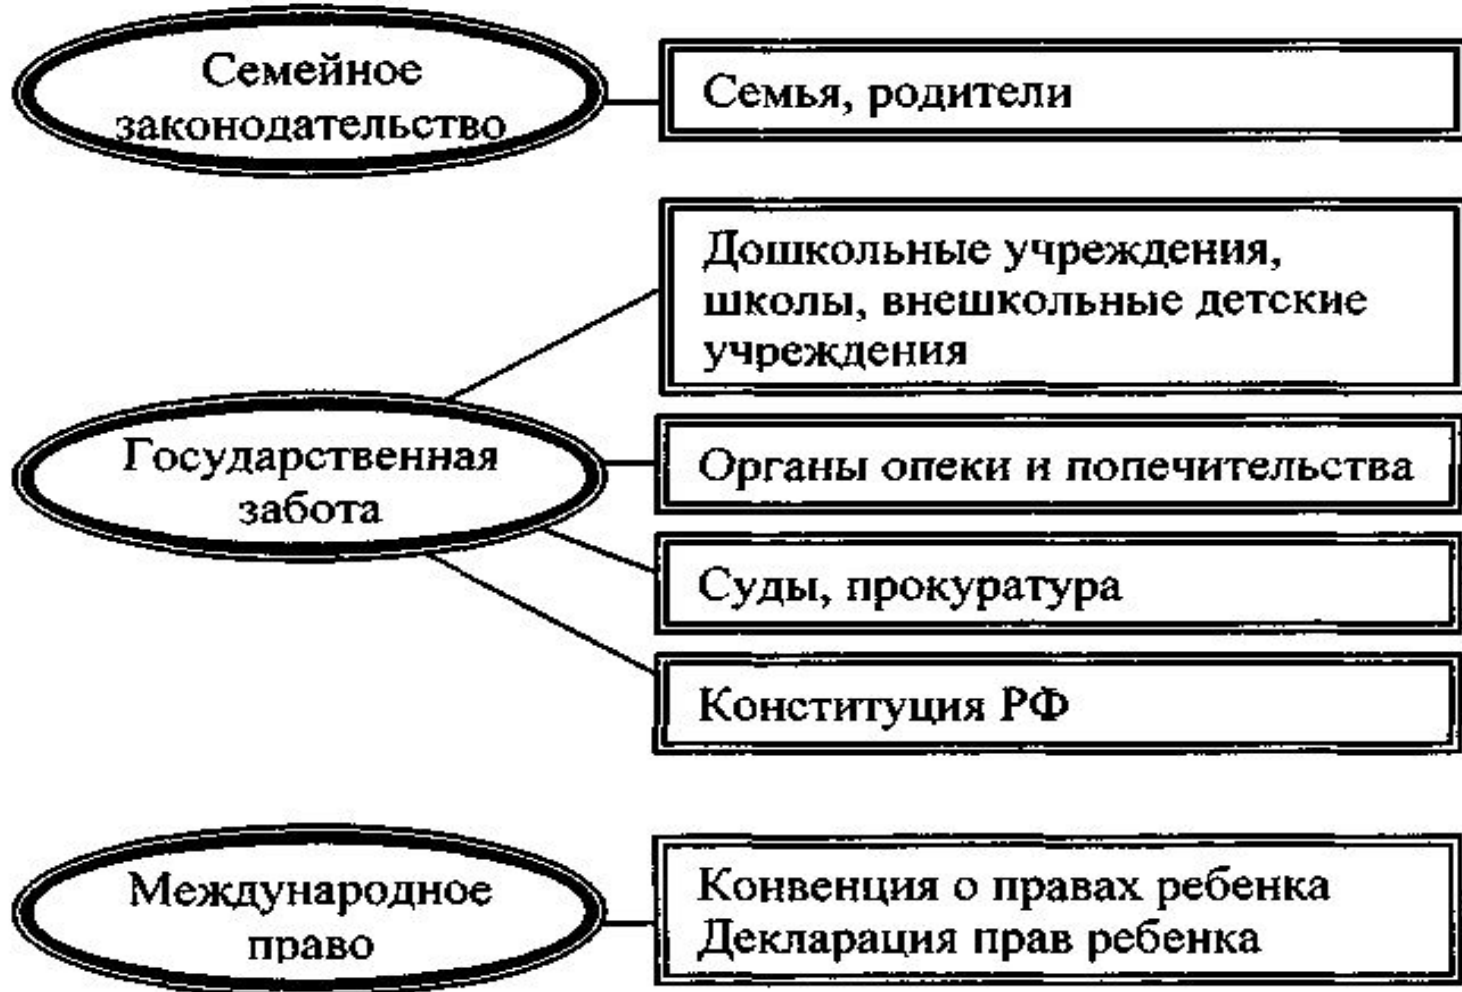 Семейное
законодательство
Семья, родители
Дошкольные учреждения,
школы, внешкольные детские
учреждения
Государственная
забота
Органы опеки и попечительства
Суды, прокуратура
Конституция РФ
Международное
право
Конвенция о правах ребенка
Декларация прав ребенка